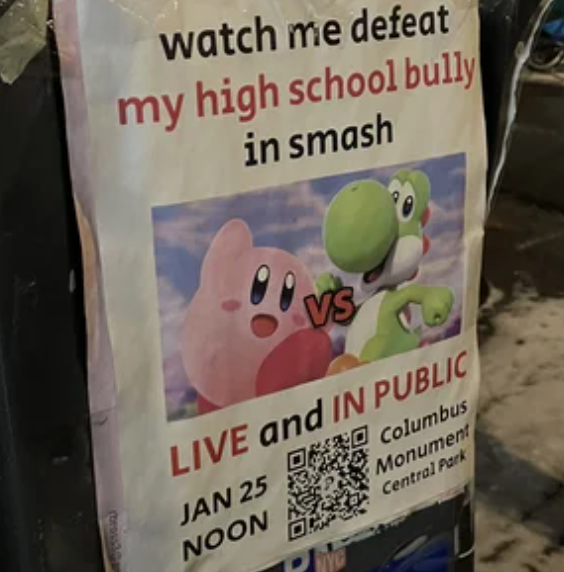 watch me defeat
my high school bully
in smash
VS
LIVE and IN PUBLIC
JAN 25
NOON
Columbus
Monument
Central Park
NYC